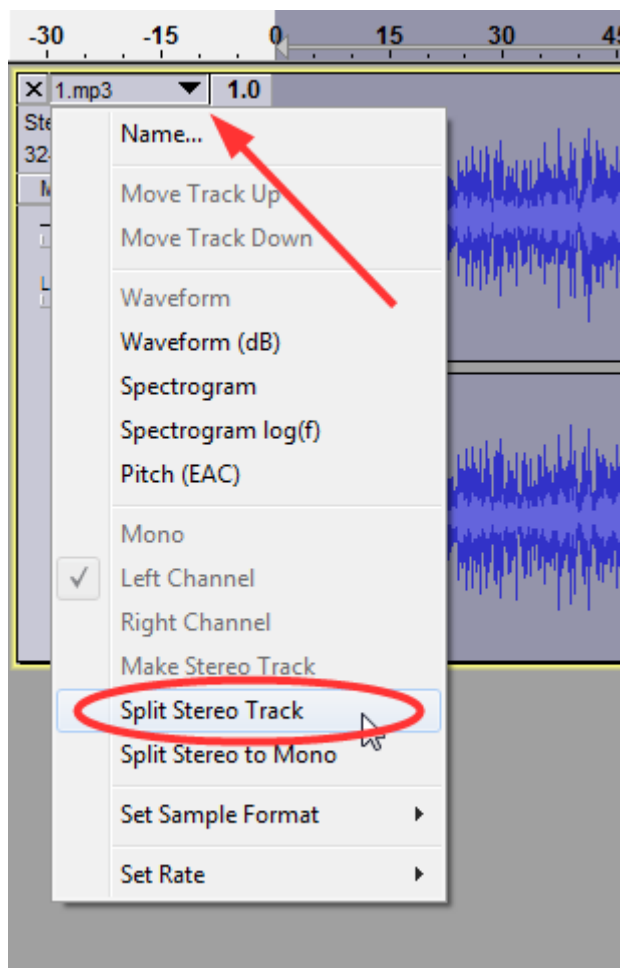 -30 -15 0 15 30 45
1.mp3 1.0
Name...
Move Track Up
Move Track Down
Waveform
Waveform (dB)
Spectrogram
Spectrogram log(f)
Pitch (EAC)
Mono
Left Channel
Right Channel
Make Stereo Track
Split Stereo Track
Split Stereo to Mono
Set Sample Format
Set Rate